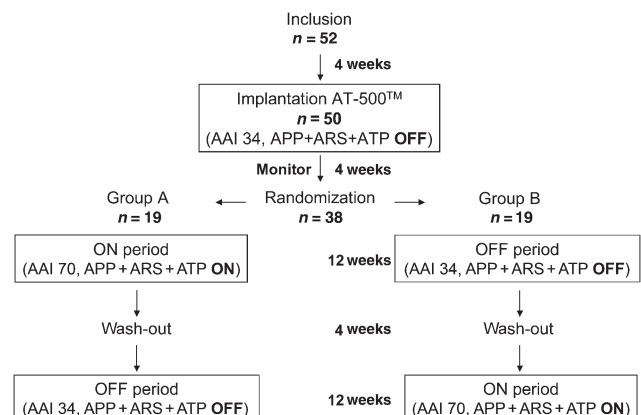 Inclusion
n = 52
4 weeks
Implantation AT-500™
n = 50
(AAI 34, APP+ARS+ATP OFF)
Monitor 4 weeks
Group A Randomization Group B
n = 19 n = 38 n = 19
ON period OFF period
(AAI 70, APP+ARS+ATP ON) 12 weeks (AAI 34, APP+ARS+ATP OFF)
Wash-out 4 weeks Wash-out
OFF period ON period
(AAI 34, APP+ARS+ATP OFF) 12 weeks (AAI 70, APP+ARS+ATP ON)